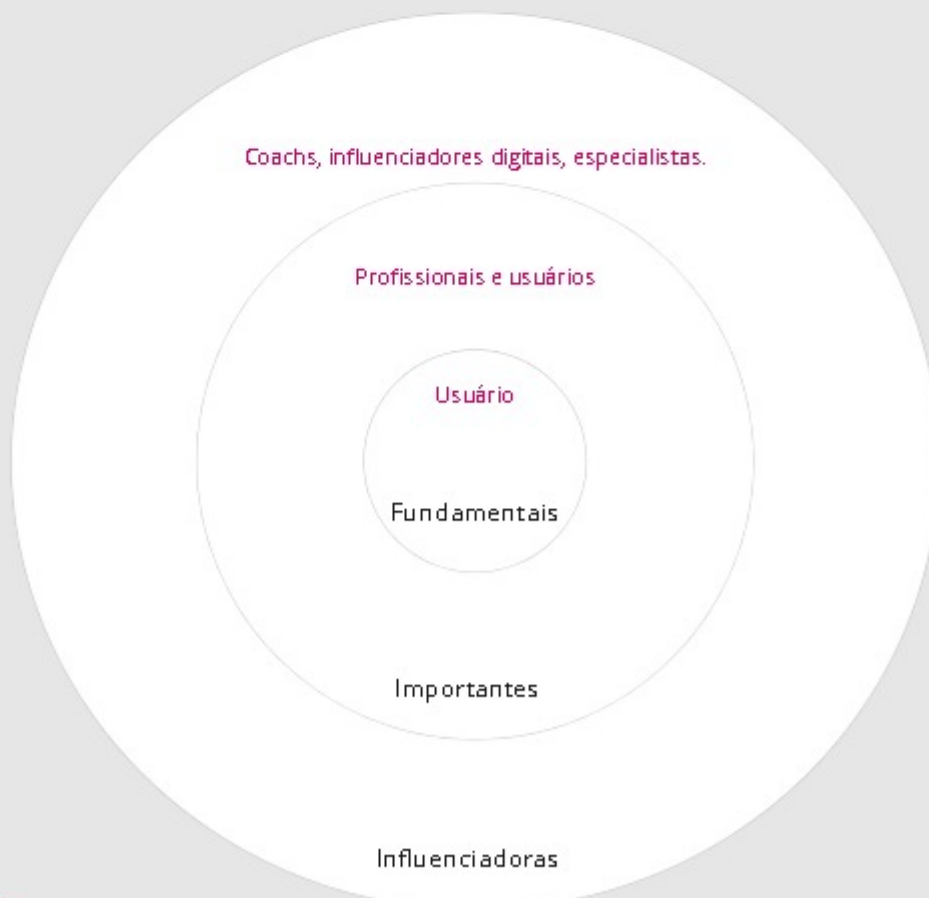 Coachs, influenciadores digitais, especialistas.
Profissionais e usuários
Usuário
Fundamentais
Importantes
Influenciadoras